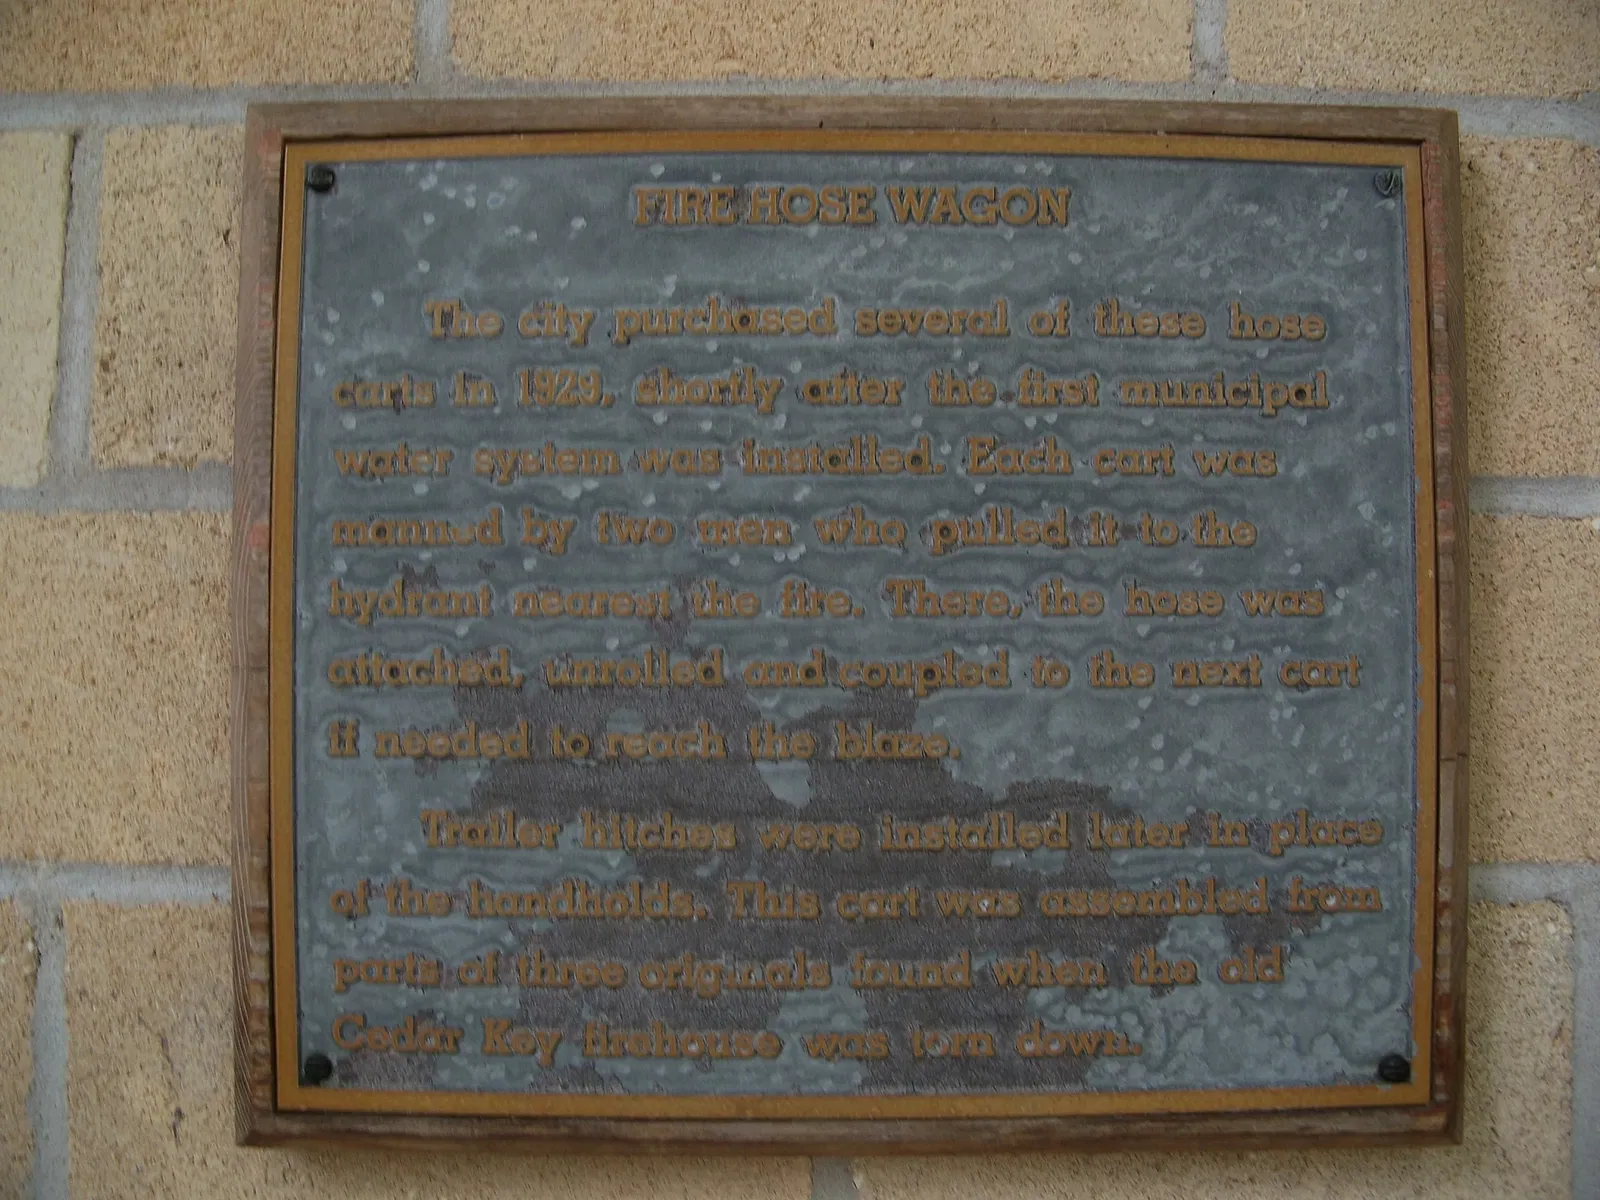 FIRE HOSE WAGON
The city purchased several of these hose
carts in 1929, shortly after the first municipal
water system was installed. Each cart was
manned by two men who pulled it to the
hydrant nearest the fire. There, the hose was
attached, unrolled and coupled to the next cart
if needed to reach the blaze.
Trailer hitches were installed later in place
of the handholds. This cart was assembled from
parts of three originals found when the old
Cedar Key firehouse was torn down.